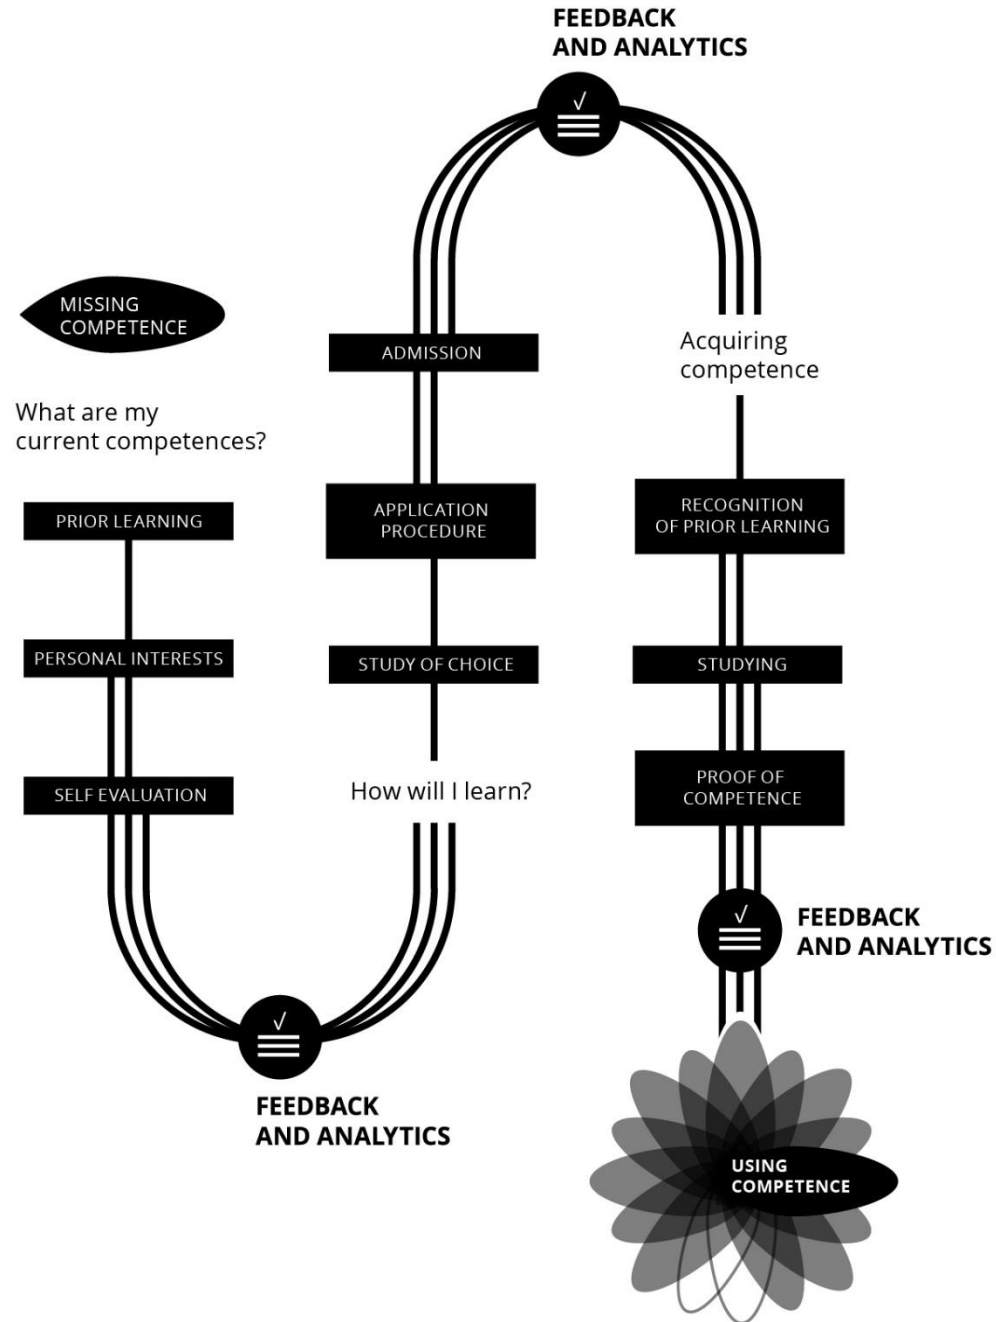 MISSING
COMPETENCE
What are my
current competences?
PRIOR LEARNING
PERSONAL INTERESTS
SELF EVALUATION
FEEDBACK
AND ANALYTICS
How will I learn?
STUDY OF CHOICE
APPLICATION
PROCEDURE
ADMISSION
FEEDBACK
AND ANALYTICS
Acquiring
competence
RECOGNITION
OF PRIOR LEARNING
STUDYING
PROOF OF
COMPETENCE
FEEDBACK
AND ANALYTICS
USING
COMPETENCE